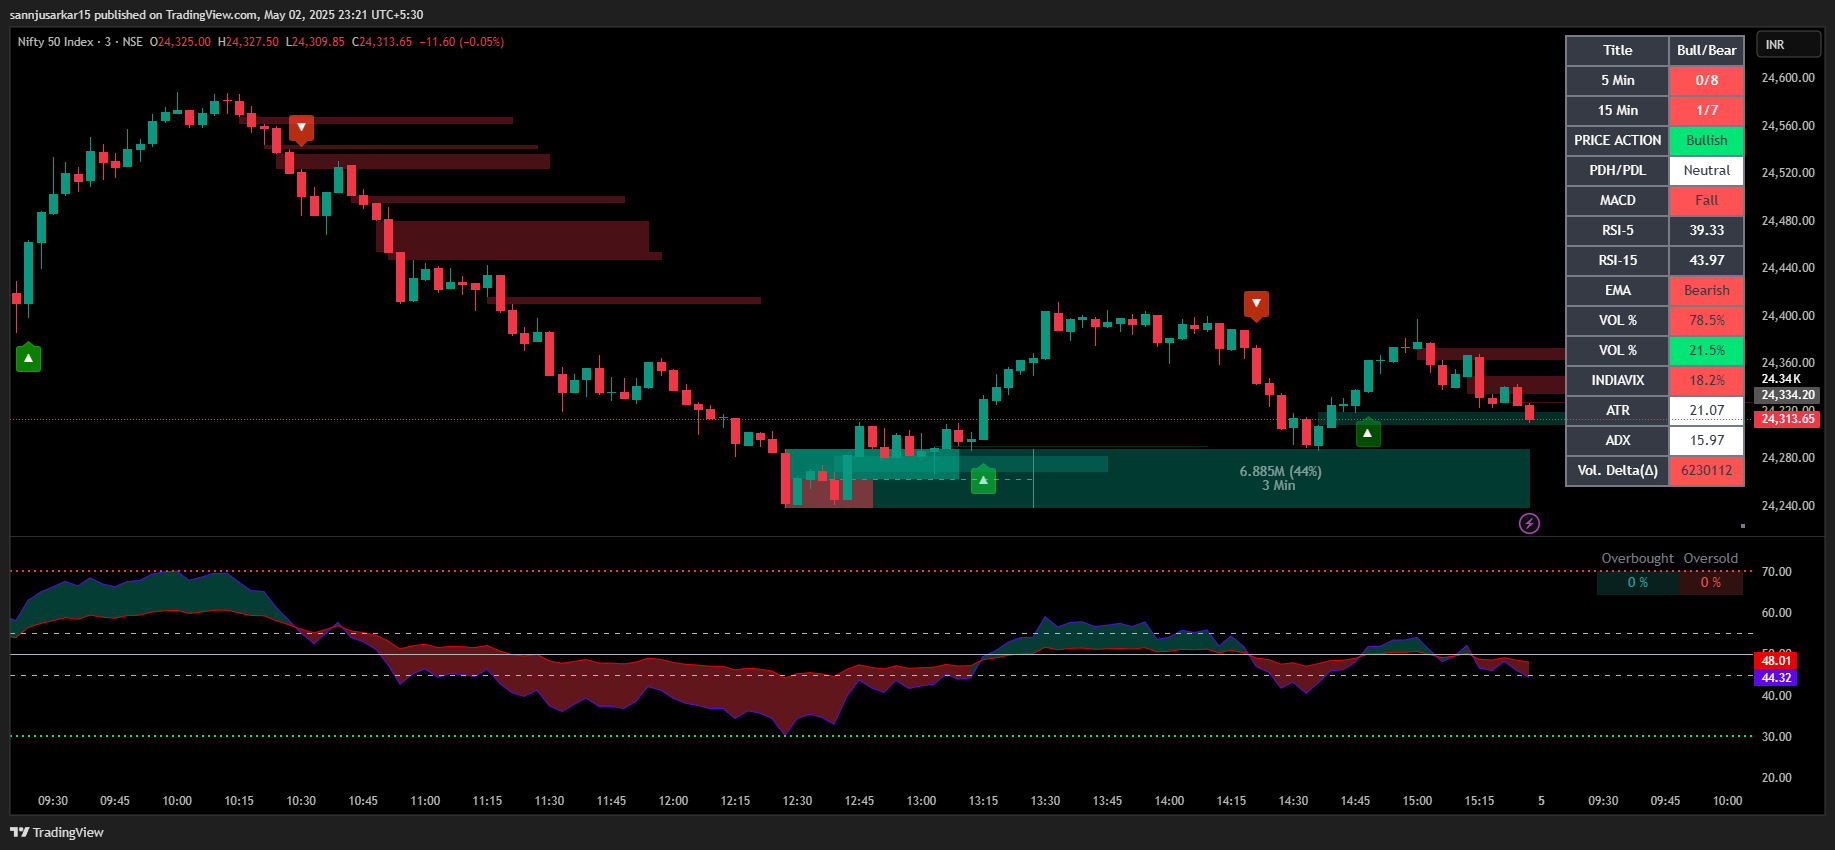 sannjusarkar15 published on TradingView.com, May 02, 2025 23:21 UTC+5:30
Nifty 50 Index · 3 · NSE O24,325.00 H24,327.50 L24,309.85 C24,313.65 −11.60 (−0.05%)
INR
Title Bull/Bear
5 Min 0/8
15 Min 1/7
PRICE ACTION Bullish
PDH/PDL Neutral
MACD Fall
RSI-5 39.33
RSI-15 43.97
EMA Bearish
VOL % 78.5%
VOL % 21.5%
INDIAVIX 18.2%
ATR 21.07
ADX 15.97
Vol. Delta(Δ) 6230112
24,600.00
24,560.00
24,520.00
24,480.00
24,440.00
24,400.00
24,360.00
24.34K
24,334.20
24,320.00
24,313.65
24,280.00
24,240.00
6.885M (44%)
3 Min
Overbought Oversold
0 % 0 %
70.00
60.00
50.00
48.01
44.32
40.00
30.00
20.00
09:30 09:45 10:00 10:15 10:30 10:45 11:00 11:15 11:30 11:45 12:00 12:15 12:30 12:45 13:00 13:15 13:30 13:45 14:00 14:15 14:30 14:45 15:00 15:15 5 09:30 09:45 10:00
TradingView